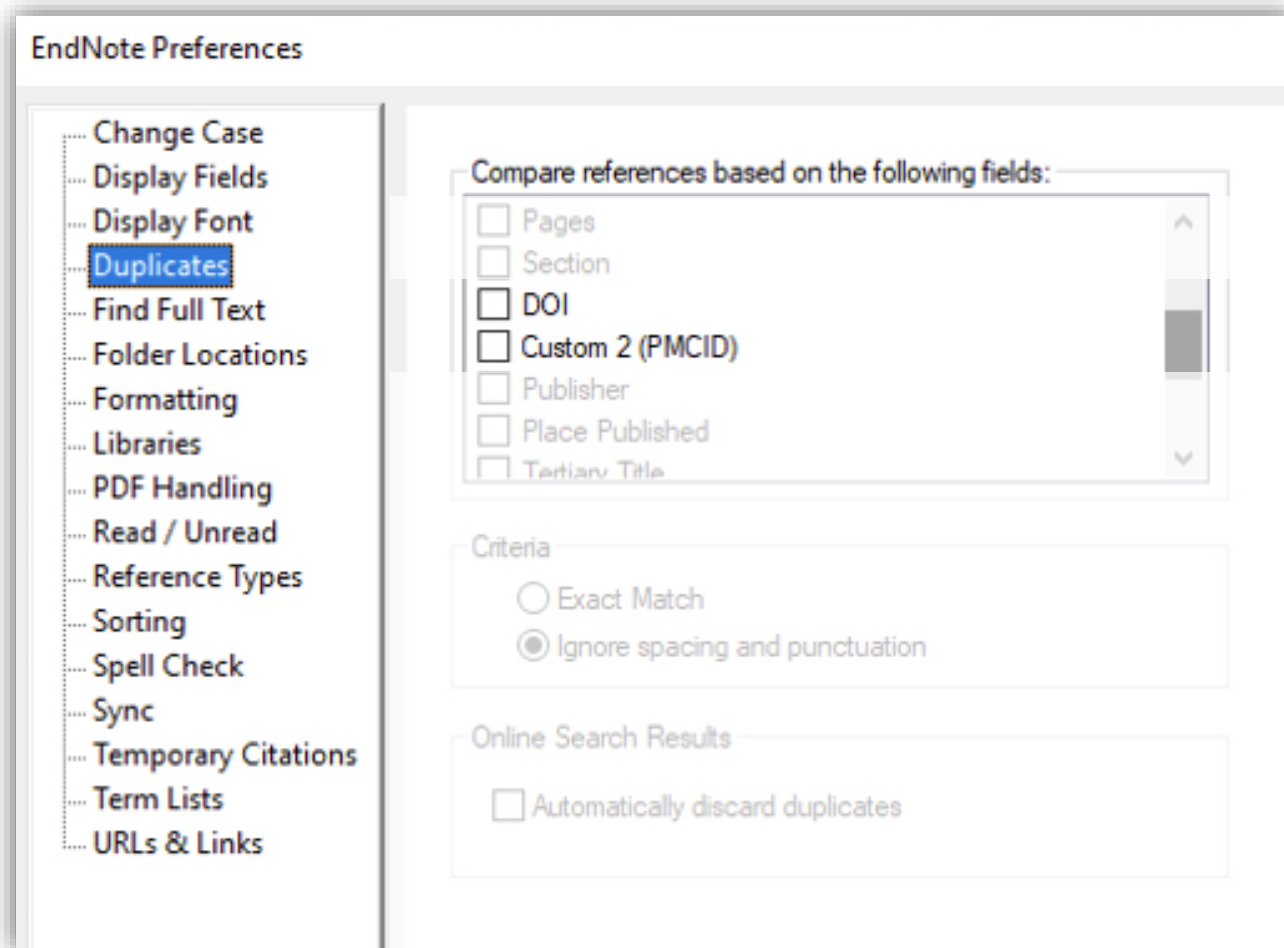 EndNote Preferences
Change Case
Display Fields
Display Font
Duplicates
Find Full Text
Folder Locations
Formatting
Libraries
PDF Handling
Read / Unread
Reference Types
Sorting
Spell Check
Sync
Temporary Citations
Term Lists
URLs & Links
Compare references based on the following fields:
Pages
Section
DOI
Custom 2 (PMCID)
Publisher
Place Published
Tertiary Title
Criteria
Exact Match
Ignore spacing and punctuation
Online Search Results
Automatically discard duplicates